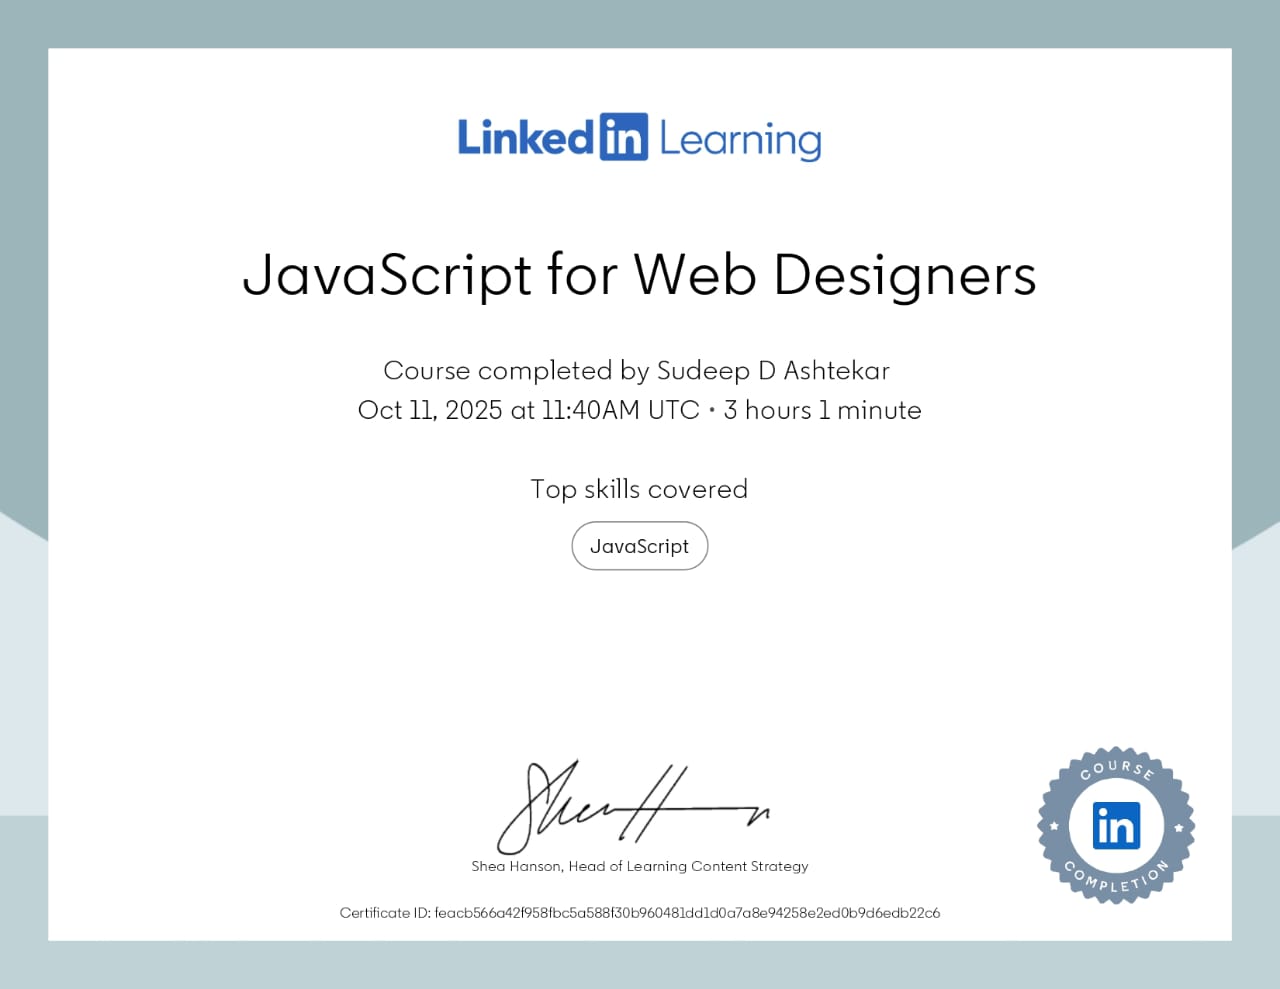 Linked in Learning
JavaScript for Web Designers
Course completed by Sudeep D Ashtekar
Oct 11, 2025 at 11:40AM UTC • 3 hours 1 minute
Top skills covered
JavaScript
Shea Hanson, Head of Learning Content Strategy
Certificate ID: feacb566a42f958fbc5a588f30b960481dd1d0a7a8e94258e2ed0b9d6edb22c6
COURSE
in
COMPLETION